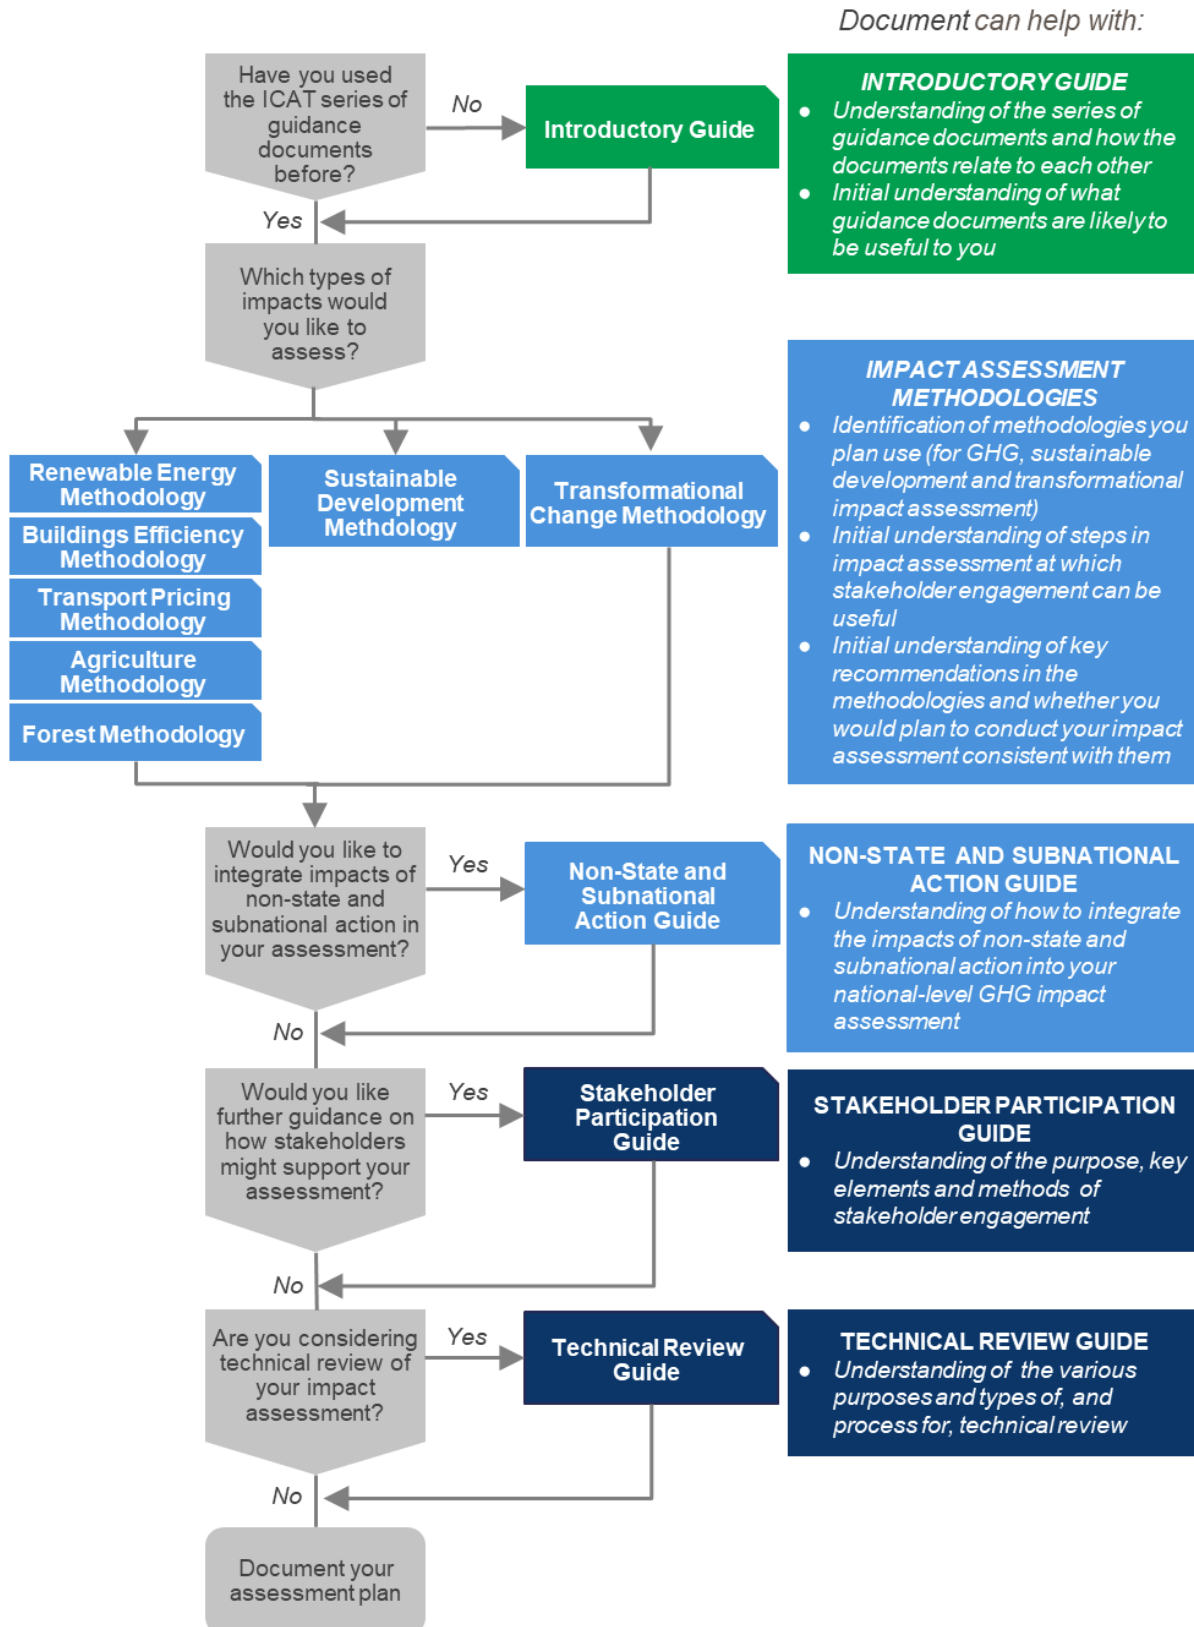 Document can help with:
Have you used
the ICAT series of
guidance
documents
before?
No
Introductory Guide
INTRODUCTORY GUIDE
● Understanding of the series of
guidance documents and how the
documents relate to each other
● Initial understanding of what
guidance documents are likely to
be useful to you
Yes
Which types of
impacts would
you like to
assess?
Renewable Energy
Methodology
Buildings Efficiency
Methodology
Transport Pricing
Methodology
Agriculture
Methodology
Forest Methodology
Sustainable
Development
Methdology
Transformational
Change Methodology
IMPACT ASSESSMENT
METHODOLOGIES
● Identification of methodologies you
plan use (for GHG, sustainable
development and transformational
impact assessment)
● Initial understanding of steps in
impact assessment at which
stakeholder engagement can be
useful
● Initial understanding of key
recommendations in the
methodologies and whether you
would plan to conduct your impact
assessment consistent with them
Would you like to
integrate impacts of
non-state and
subnational action in
your assessment?
Yes
Non-State and
Subnational
Action Guide
NON-STATE AND SUBNATIONAL
ACTION GUIDE
● Understanding of how to integrate
the impacts of non-state and
subnational action into your
national-level GHG impact
assessment
No
Would you like
further guidance on
how stakeholders
might support your
assessment?
Yes
Stakeholder
Participation
Guide
STAKEHOLDER PARTICIPATION
GUIDE
● Understanding of the purpose, key
elements and methods of
stakeholder engagement
No
Are you considering
technical review of
your impact
assessment?
Yes
Technical Review
Guide
TECHNICAL REVIEW GUIDE
● Understanding of the various
purposes and types of, and
process for, technical review
No
Document your
assessment plan